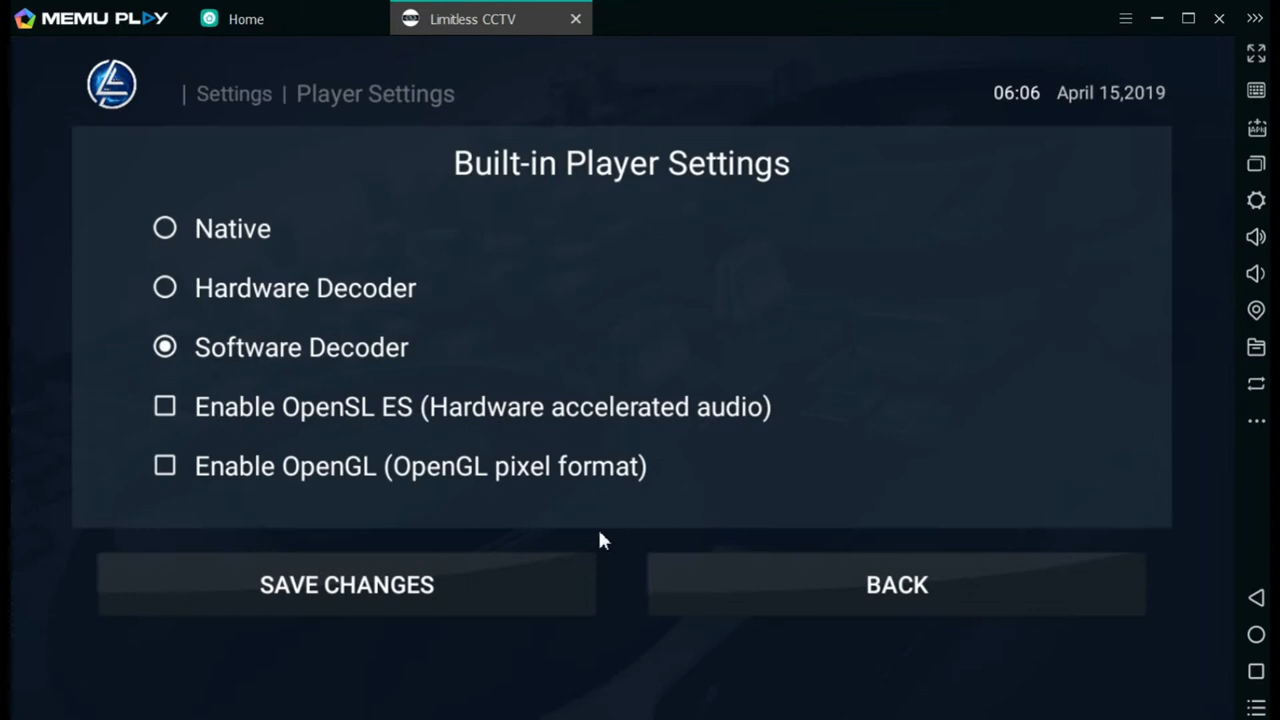 MEMU PLAY
Home
Limitless CCTV
| Settings | Player Settings
06:06 April 15,2019
Built-in Player Settings
Native
Hardware Decoder
Software Decoder
Enable OpenSL ES (Hardware accelerated audio)
Enable OpenGL (OpenGL pixel format)
SAVE CHANGES
BACK
APK